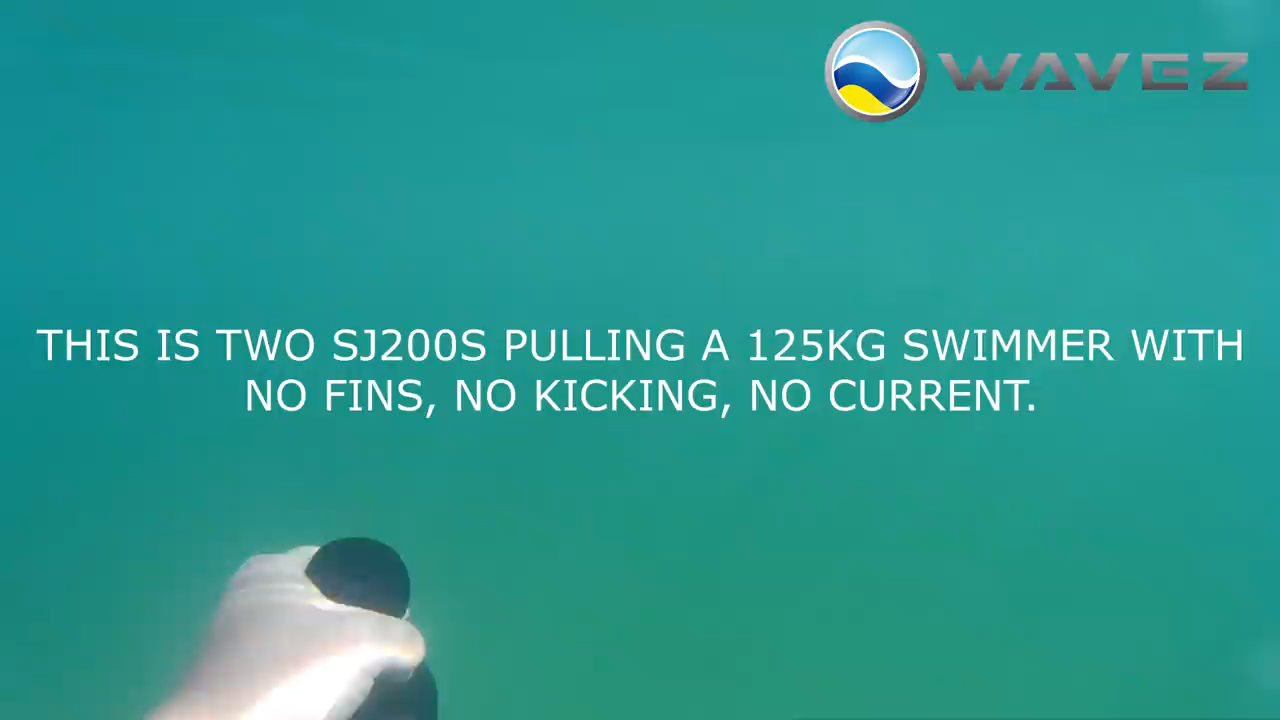 WAVEZ
THIS IS TWO SJ200S PULLING A 125KG SWIMMER WITH
NO FINS, NO KICKING, NO CURRENT.